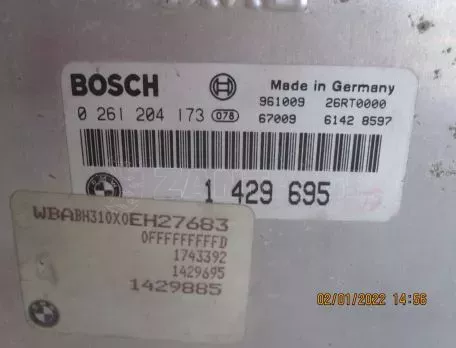 BOSCH
Made in Germany
961009 26RT0000
0 261 204 173 078
67009 6142 8597
1 429 695
WBABH310X0EH27683
0FFFFFFFFFD
1743392
1429695
1429885
02/01/2022 14:56